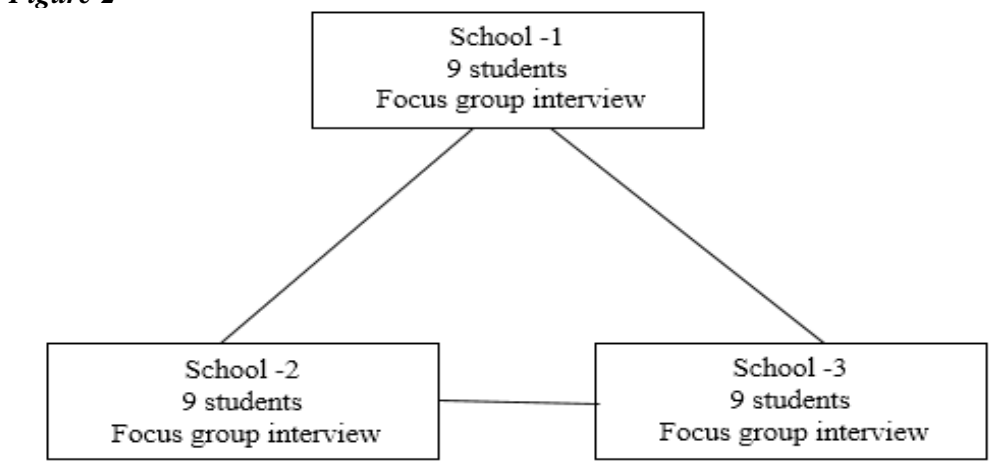 Figure 2
School -1
9 students
Focus group interview
School -2
9 students
Focus group interview
School -3
9 students
Focus group interview